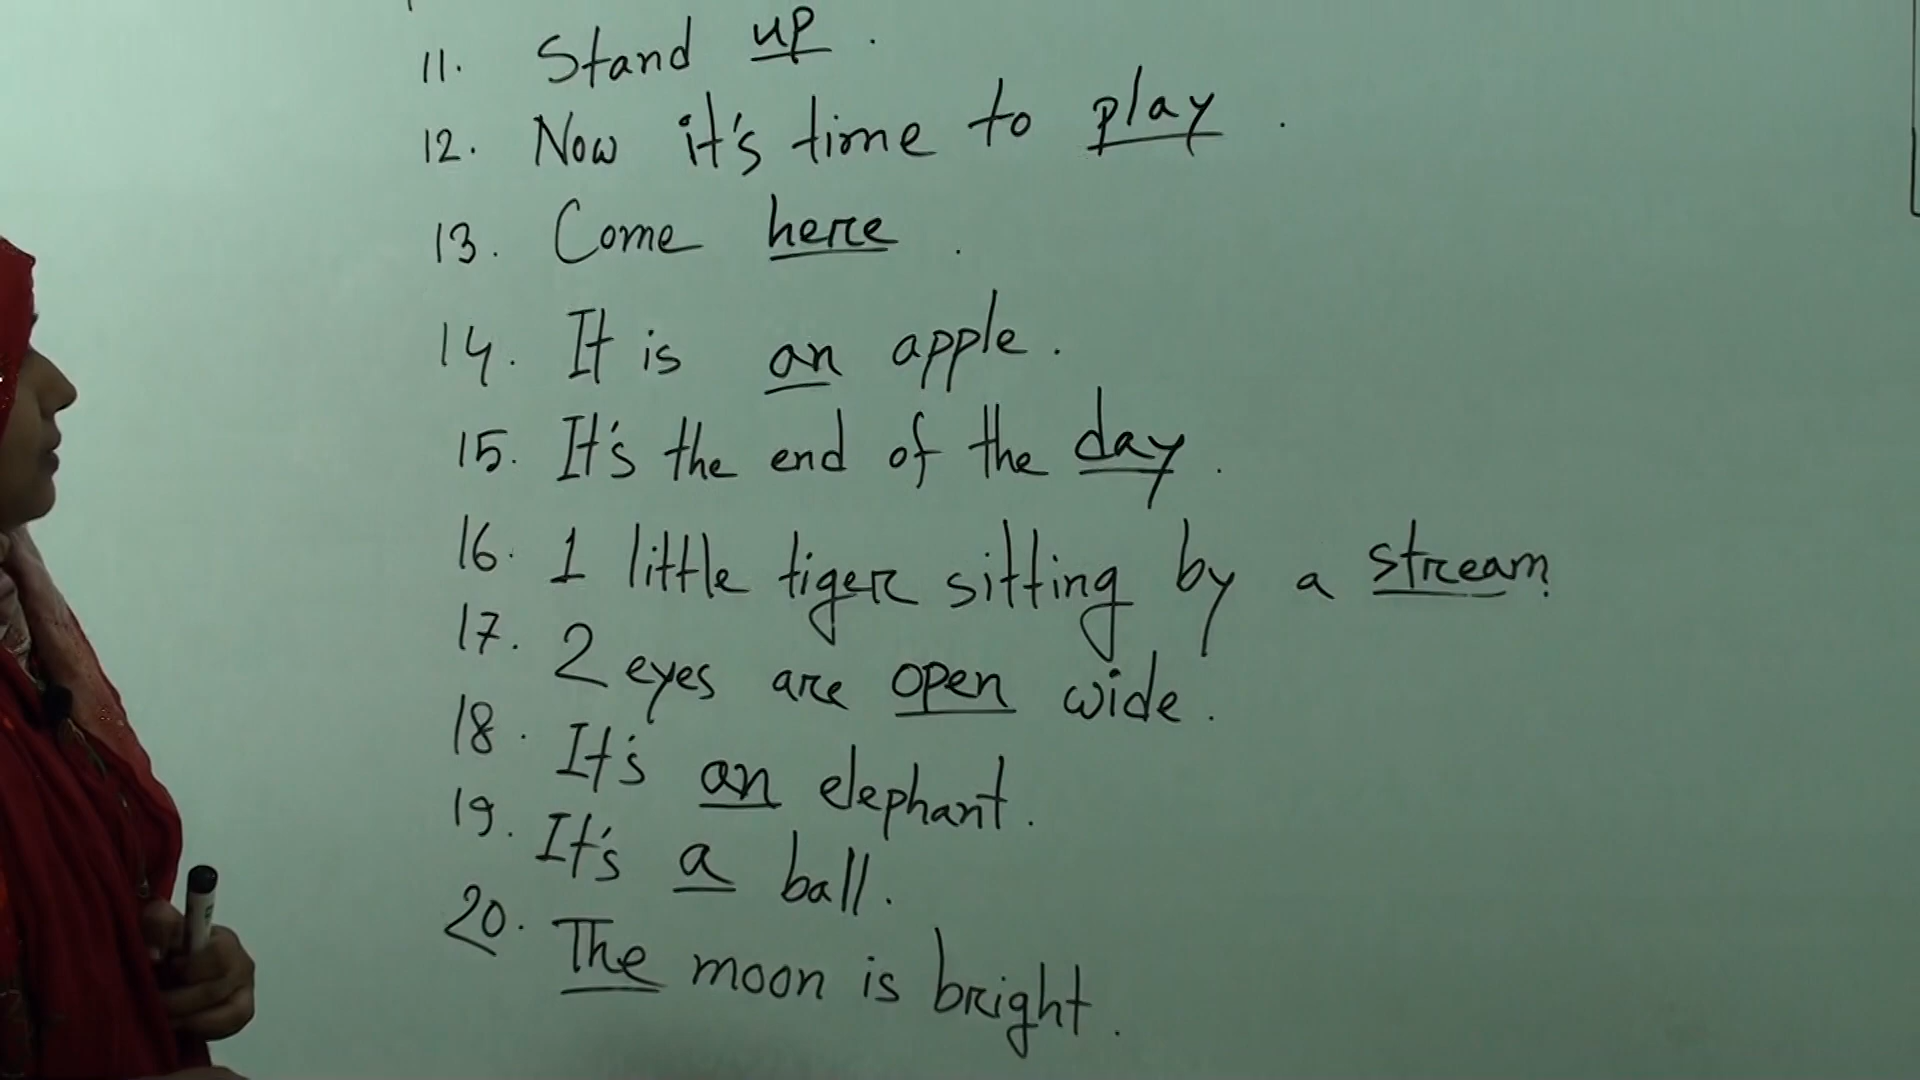 11. Stand up.
12. Now it's time to play.
13. Come here.
14. It is an apple.
15. It's the end of the day.
16. 1 little tiger sitting by a stream.
17. 2 eyes are open wide.
18. It's an elephant.
19. It's a ball.
20. The moon is bright.